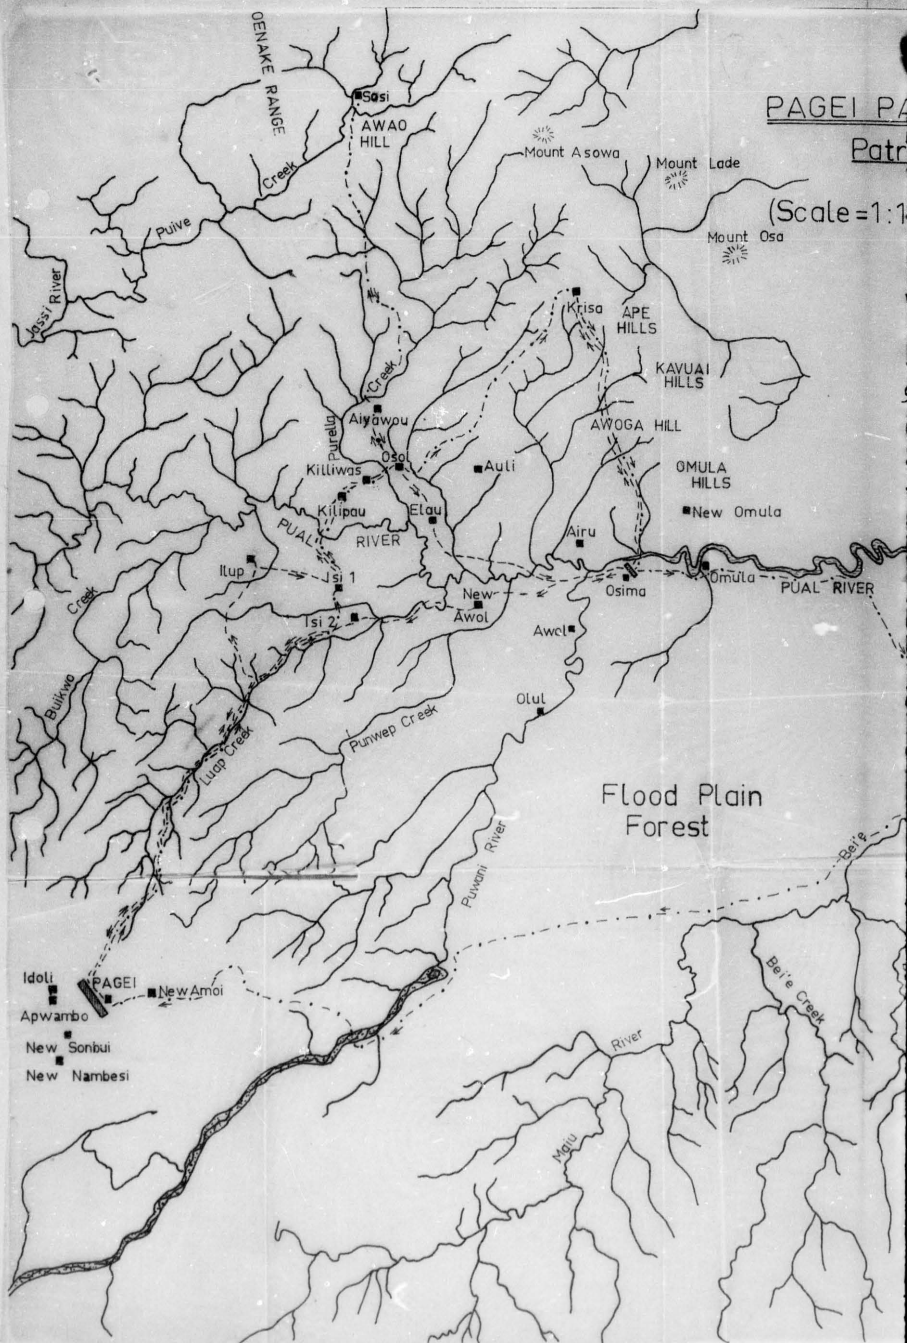 PAGEI
(Scale=1:1
OENAKE RANGE
Sosi
AWAO
HILL
Mount Asowa
Mount Lade
Mount Osa
Puive
Creek
Jassi River
Krisa
APE
HILLS
KAVUAI
HILLS
Creek
Purella
Aiyawou
AWOGA HILL
Osol
Killiwas
Auli
OMULA
HILLS
Kilipau
Elau
New Omula
PUAL
RIVER
Airu
Ilup
Isi 1
Omula
Osima
PUAL RIVER
Creek
New
Awol
Isi 2
Awol
Buikwo
Olul
Punwep Creek
Luap Creek
Flood Plain
Forest
Puwani River
Bei'e
Idoli
PAGEI
New Amoi
Apwambo
Bei'e Creek
New Sonbui
River
New Nambesi
Maiu